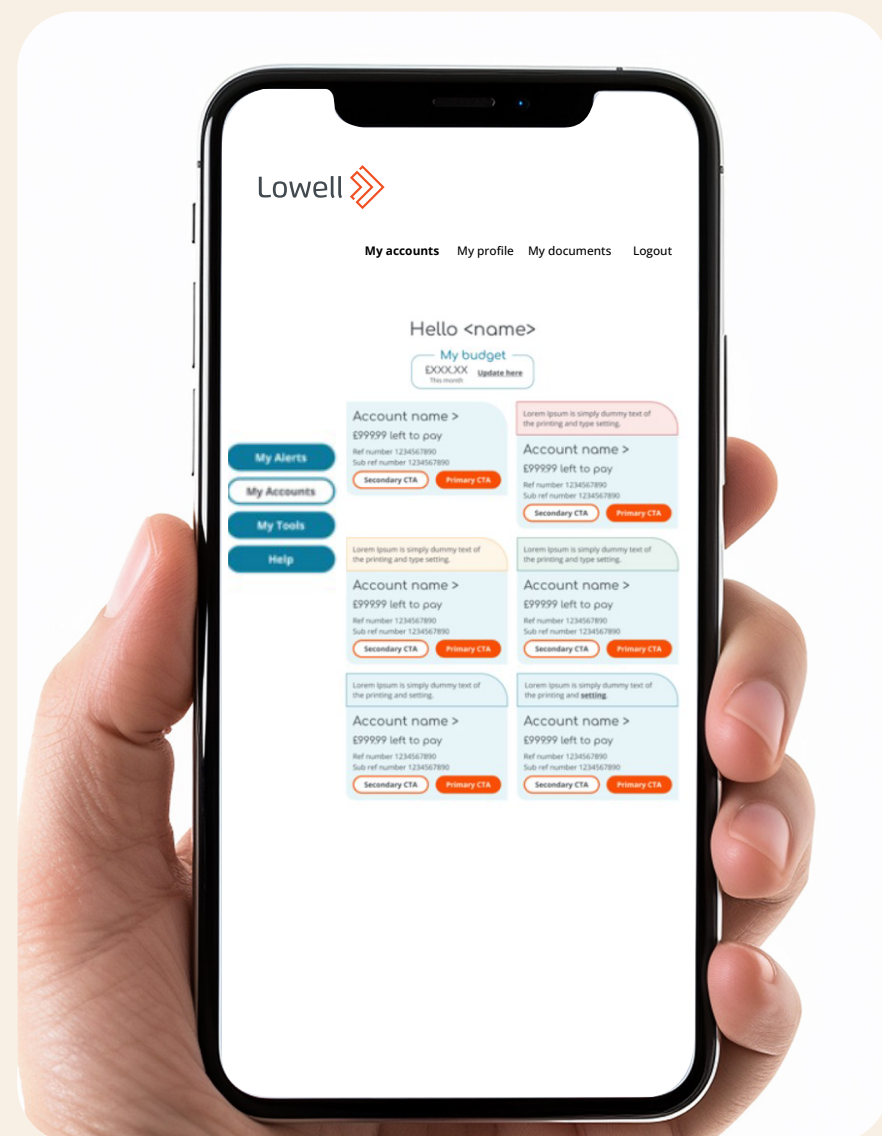 Lowell
My accounts My profile My documents Logout
Hello <name>
My budget
£XXX.XX Update here
This month
My Alerts
My Accounts
My Tools
Help
Account name >
£999.99 left to pay
Ref number 1234567890
Sub ref number 1234567890
Secondary CTA Primary CTA
Lorem Ipsum is simply dummy text of
the printing and type setting.
Account name >
£999.99 left to pay
Ref number 1234567890
Sub ref number 1234567890
Secondary CTA Primary CTA
Lorem Ipsum is simply dummy text of
the printing and type setting.
Account name >
£999.99 left to pay
Ref number 1234567890
Sub ref number 1234567890
Secondary CTA Primary CTA
Lorem Ipsum is simply dummy text of
the printing and type setting.
Account name >
£999.99 left to pay
Ref number 1234567890
Sub ref number 1234567890
Secondary CTA Primary CTA
Lorem Ipsum is simply dummy text of
the printing and setting.
Account name >
£999.99 left to pay
Ref number 1234567890
Sub ref number 1234567890
Secondary CTA Primary CTA
Lorem Ipsum is simply dummy text of
the printing and setting.
Account name >
£999.99 left to pay
Ref number 1234567890
Sub ref number 1234567890
Secondary CTA Primary CTA